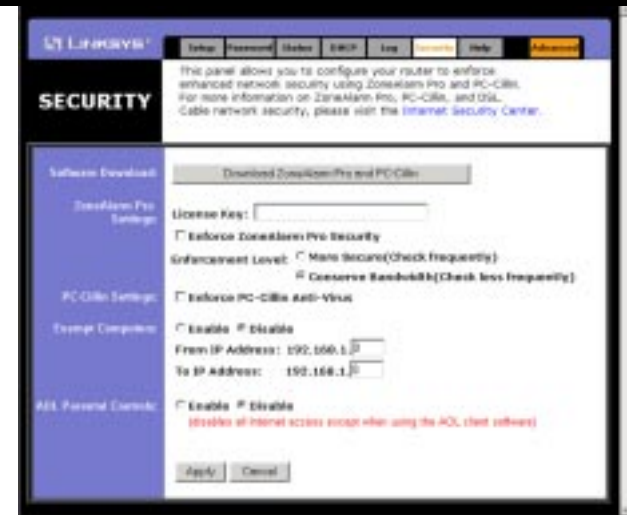 LINKSYS®
Setup Password Status DHCP Log Security Help Advanced
SECURITY
This panel allows you to configure your router to enforce
enhanced network security using ZoneAlarm Pro and PC-Cillin.
For more information on ZoneAlarm Pro, PC-Cillin, and DSL
Cable network security, please visit the Internet Security Center.
Software Download:
Download ZoneAlarm Pro and PC-Cillin
ZoneAlarm Pro
Settings:
License Key:
Enforce ZoneAlarm Pro Security
Enforcement Level: More Secure(Check frequently)
Conserve Bandwidth(Check less frequently)
PC-Cillin Settings: Enforce PC-Cillin Anti-Virus
Exempt Computers: Enable Disable
From IP Address: 192.168.1.0
To IP Address: 192.168.1.0
AOL Parental Controls: Enable Disable
(disables all internet access except when using the AOL client software)
Apply Cancel